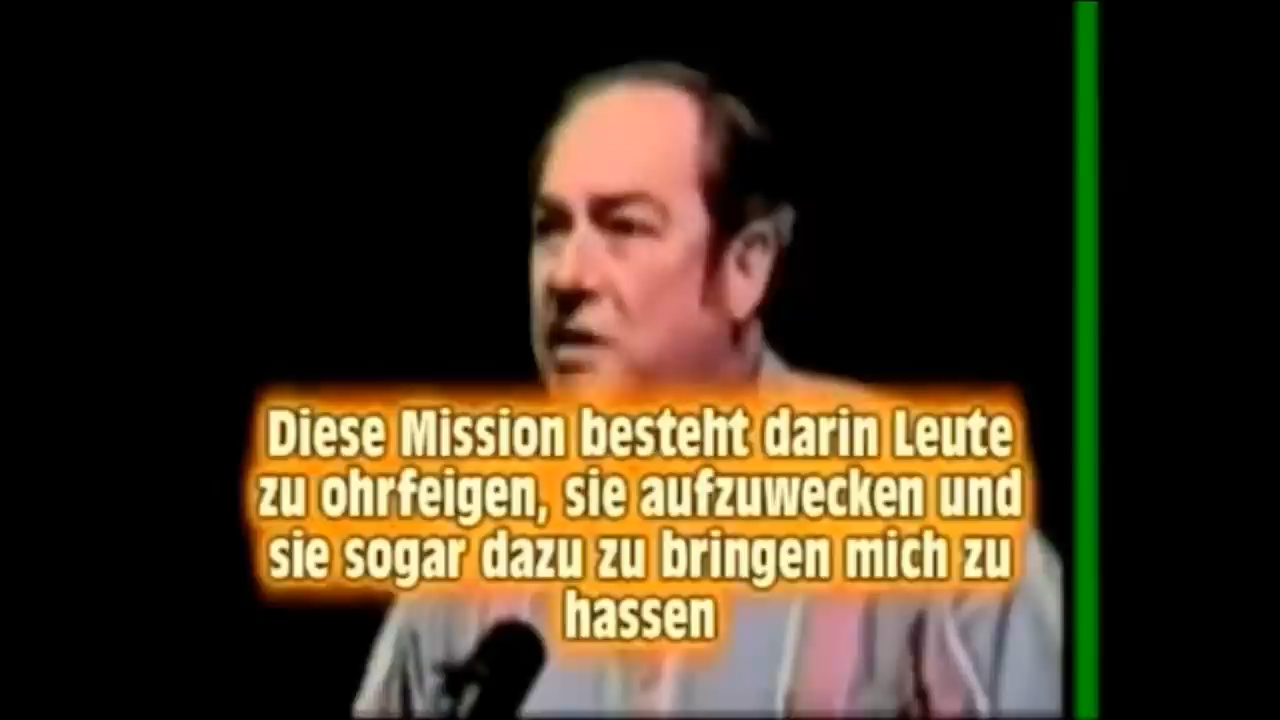 Diese Mission besteht darin Leute
zu ohrfeigen, sie aufzuwecken und
sie sogar dazu zu bringen mich zu
hassen